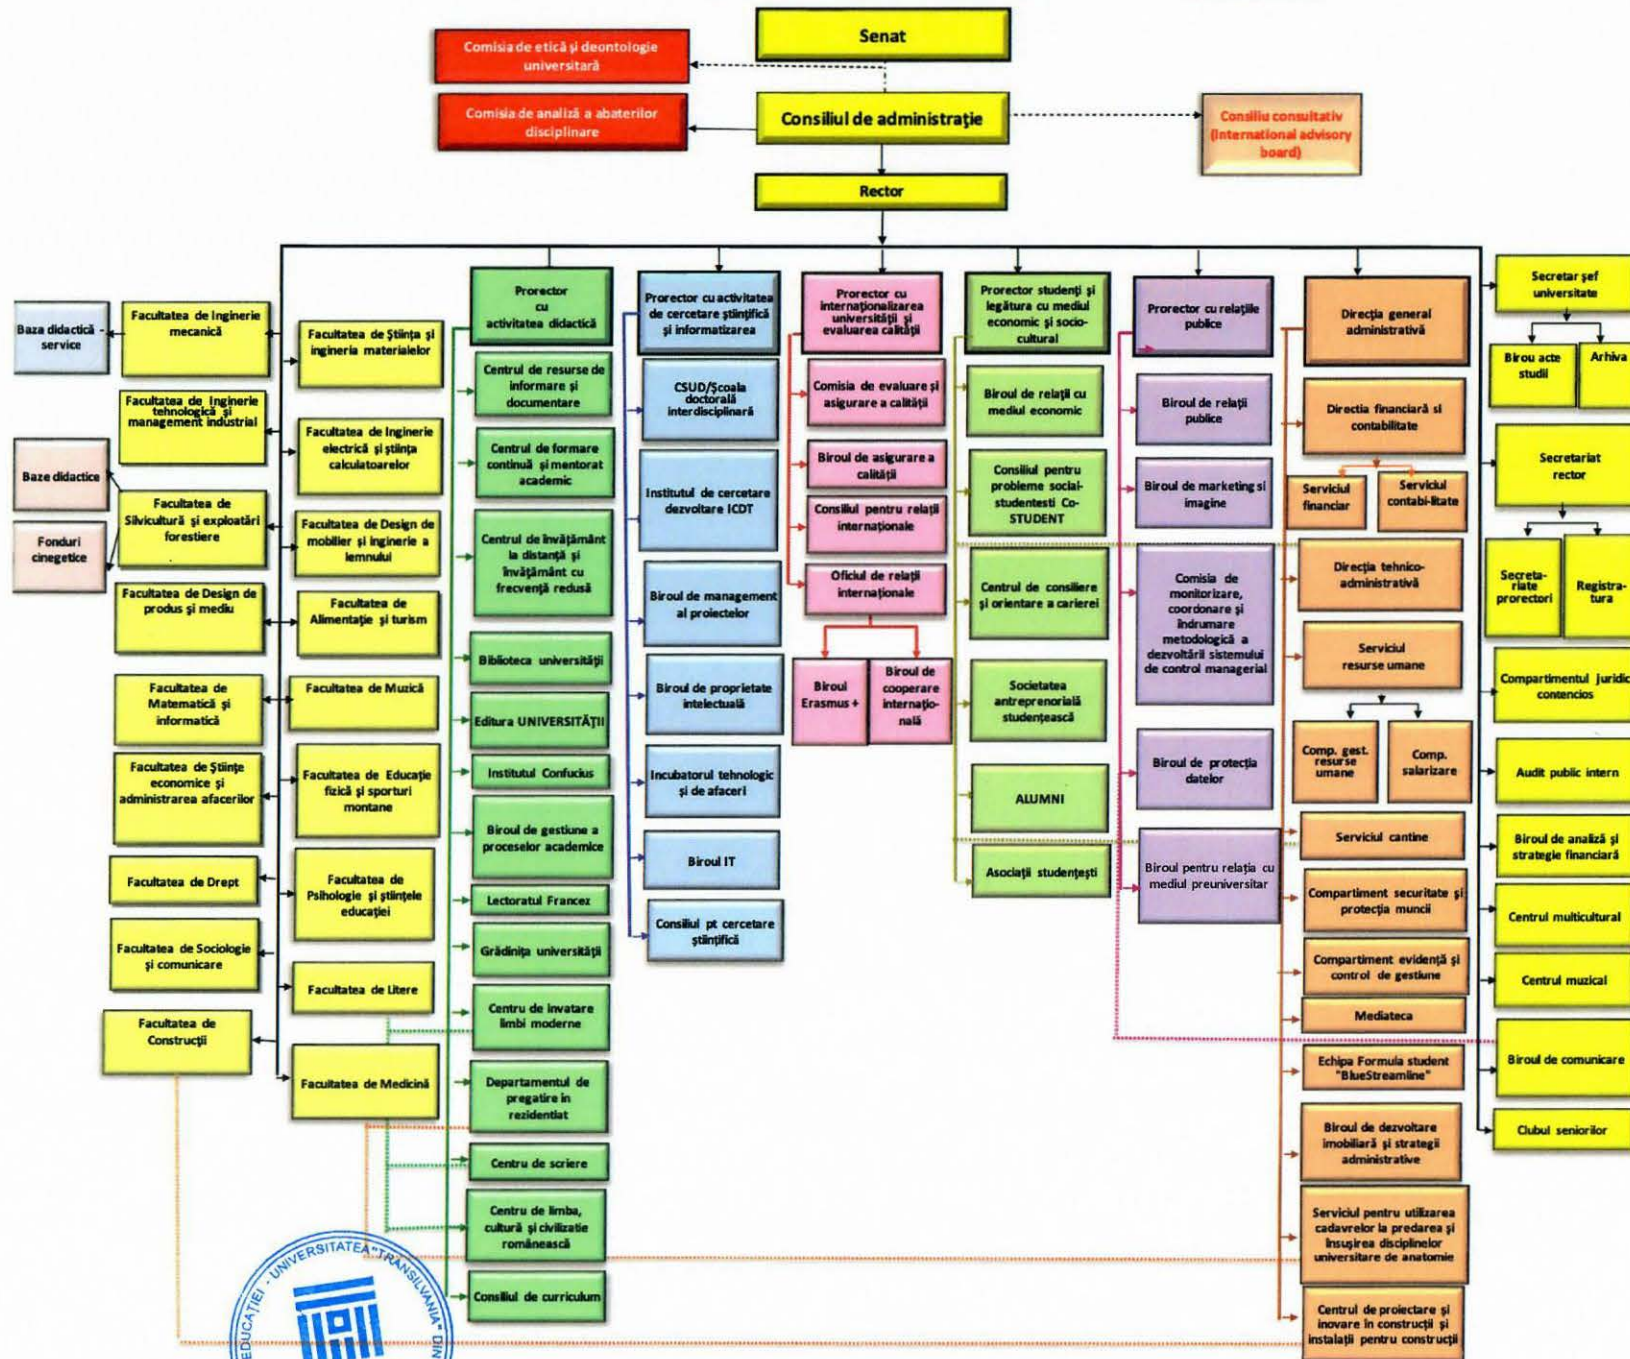 Senat
Comisia de etică și deontologie
universitară
Comisia de analiză a abaterilor
disciplinare
Consiliul de administrație
Consiliu consultativ
(International advisory
board)
Rector
Baza didactică -
service
Baze didactice
Fonduri
cinegetice
Facultatea de Inginerie
mecanică
Facultatea de Inginerie
tehnologică și
management industrial
Facultatea de
Silvicultură și exploatări
forestiere
Facultatea de Design de
produs și mediu
Facultatea de
Matematică și
informatică
Facultatea de Științe
economice și
administrarea afacerilor
Facultatea de Drept
Facultatea de Sociologie
și comunicare
Facultatea de
Construcții
Facultatea de Știința și
ingineria materialelor
Facultatea de Inginerie
electrică și știința
calculatoarelor
Facultatea de Design de
mobilier și inginerie a
lemnului
Facultatea de
Alimentație și turism
Facultatea de Muzică
Facultatea de Educație
fizică și sporturi
montane
Facultatea de
Psihologie și științele
educației
Facultatea de Litere
Facultatea de Medicină
Prorector
cu
activitatea didactică
Centrul de resurse de
informare și
documentare
Centrul de formare
continuă și mentorat
academic
Centrul de învățământ
la distanță și
învățământ cu
frecvență redusă
Biblioteca universității
Editura UNIVERSITĂȚII
Institutul Confucius
Biroul de gestiune a
proceselor academice
Lectoratul Francez
Grădinița universității
Centru de invatare
limbi moderne
Departamentul de
pregatire in
rezidentiat
Centru de scriere
Centru de limba,
cultură și civilizatie
românească
Consiliul de curriculum
Prorector cu activitatea
de cercetare științifică
și informatizarea
CSUD/Școala
doctorală
interdisciplinară
Institutul de cercetare
dezvoltare ICDT
Biroul de management
al proiectelor
Biroul de proprietate
intelectuală
Incubatorul tehnologic
și de afaceri
Biroul IT
Consiliul pt cercetare
științifică
Prorector cu
internaționalizarea
universității și
evaluarea calității
Comisia de evaluare și
asigurare a calității
Biroul de asigurare a
calității
Consiliul pentru relații
internaționale
Oficiul de relații
internaționale
Biroul
Erasmus +
Biroul de
cooperare
internațio-
nală
Prorector studenți și
legătura cu mediul
economic și socio-
cultural
Biroul de relații cu
mediul economic
Consiliul pentru
probleme social-
studentesti Co-
STUDENT
Centrul de consiliere
și orientare a carierei
Societatea
antreprenorială
studențească
ALUMNI
Asociații studențești
Prorector cu relațiile
publice
Biroul de relații
publice
Biroul de marketing si
imagine
Comisia de
monitorizare,
coordonare și
îndrumare
metodologică a
dezvoltării sistemului
de control managerial
Biroul de protecția
datelor
Biroul pentru relația cu
mediul preuniversitar
Direcția general
administrativă
Directia financiară si
contabilitate
Serviciul
financiar
Serviciul
contabi-litate
Direcția tehnico-
administrativă
Serviciul
resurse umane
Comp. gest.
resurse
umane
Comp.
salarizare
Serviciul cantine
Compartiment securitate și
protecția muncii
Compartiment evidență și
control de gestiune
Mediateca
Echipa Formula student
"BlueStreamline"
Biroul de dezvoltare
imobiliară și strategii
administrative
Serviciul pentru utilizarea
cadavrelor la predarea și
însușirea disciplinelor
universitare de anatomie
Centrul de proiectare și
inovare în construcții și
instalații pentru construcții
Secretar șef
universitate
Birou acte
studii
Arhiva
Secretariat
rector
Secreta-
riate
prorectori
Registra-
tura
Compartimentul Juridic
contencios
Audit public intern
Biroul de analiză și
strategie financiară
Centrul multicultural
Centrul muzical
Biroul de comunicare
Clubul seniorilor
EDUCAȚIEI - UNIVERSITATEA "TRANSILVANIA" DIN